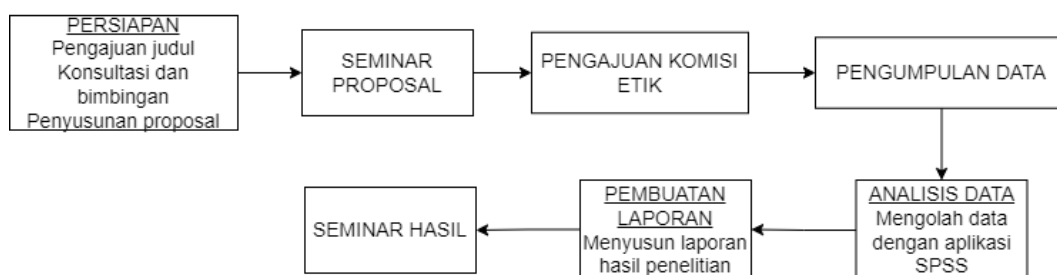 PERSIAPAN
Pengajuan judul
Konsultasi dan
bimbingan
Penyusunan proposal
SEMINAR
PROPOSAL
PENGAJUAN KOMISI
ETIK
PENGUMPULAN DATA
ANALISIS DATA
Mengolah data
dengan aplikasi
SPSS
PEMBUATAN
LAPORAN
Menyusun laporan
hasil penelitian
SEMINAR HASIL